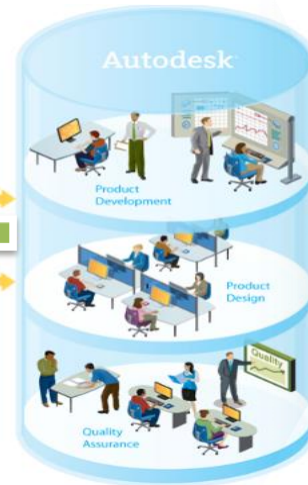 Autodesk
Product
Development
Product
Design
Quality
Quality
Assurance